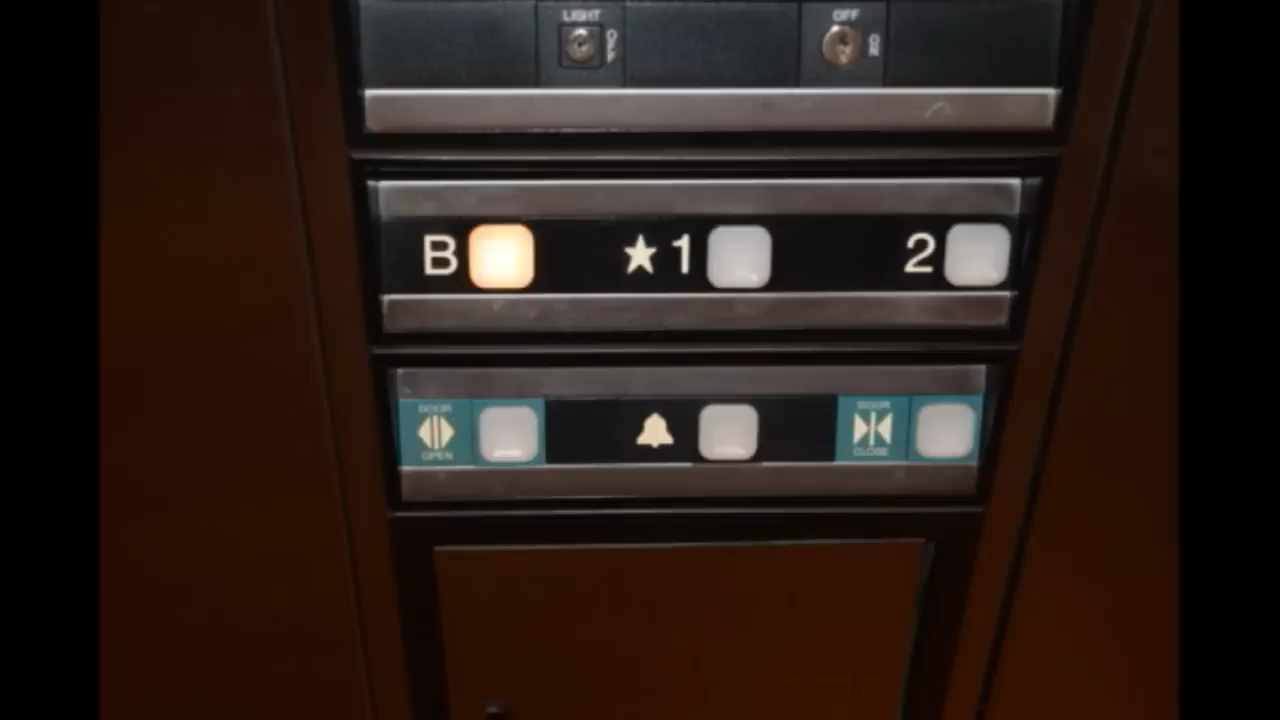 LIGHT
OFF
B ★1 2
DOOR
OPEN
DOOR
CLOSE